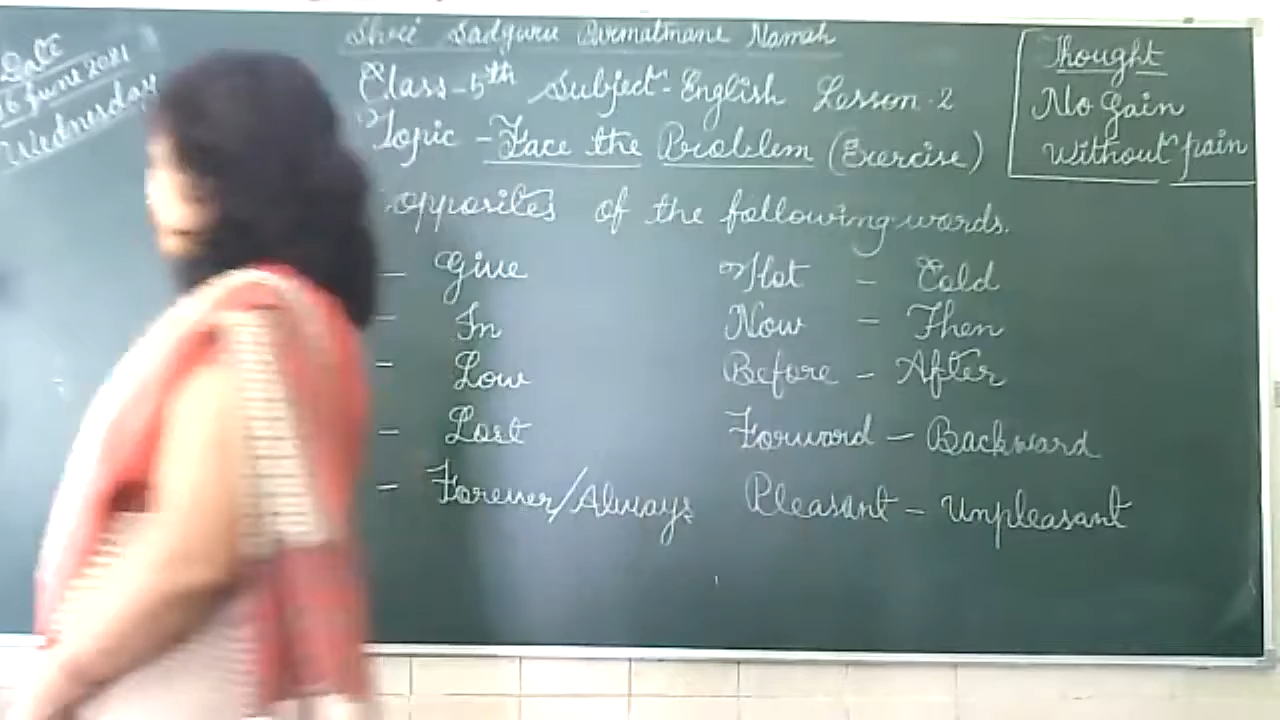 Date
16 June 2021
Wednesday
Shree Sadguru Parmatmane Namah
Class-5th Subject-English Lesson-2
Topic-Face the Problem (Exercise)
Thought
No Gain
Without pain
opposites of the following words.
- Give Hot - Cold
- In Now - Then
- Low Before - After
- Lost Forward - Backward
- Forever/Always Pleasant - Unpleasant